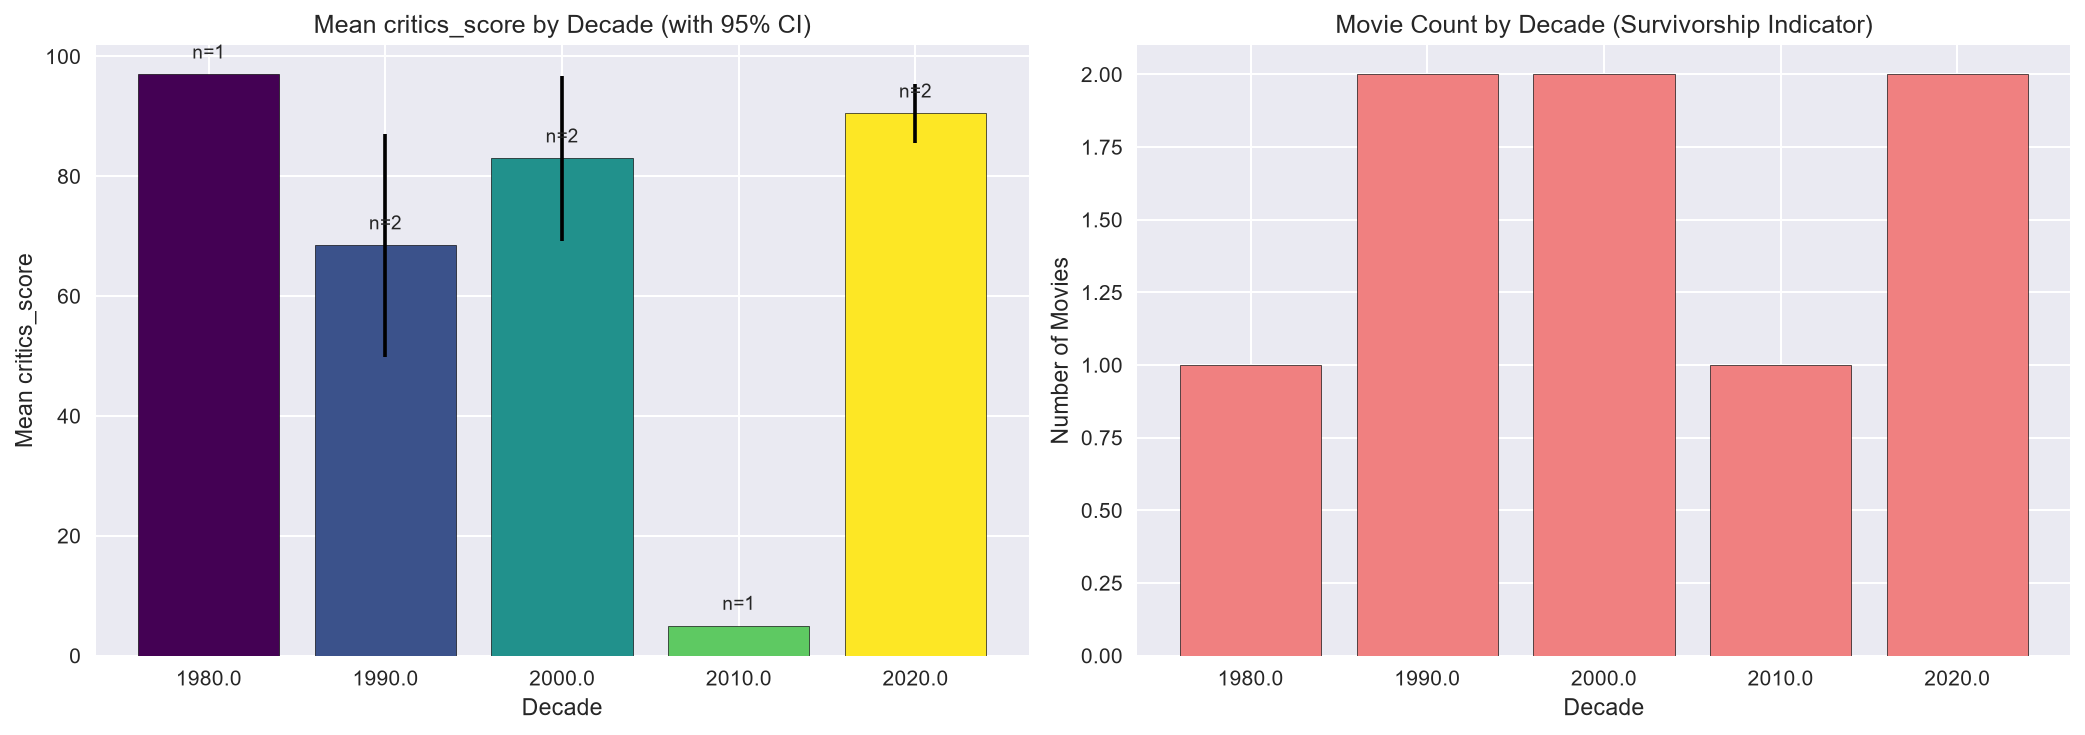 Mean critics_score by Decade (with 95% CI)
Mean critics_score
100
80
60
40
20
0
n=1
n=2
n=2
n=1
n=2
1980.0
1990.0
2000.0
2010.0
2020.0
Decade
Movie Count by Decade (Survivorship Indicator)
Number of Movies
2.00
1.75
1.50
1.25
1.00
0.75
0.50
0.25
0.00
1980.0
1990.0
2000.0
2010.0
2020.0
Decade